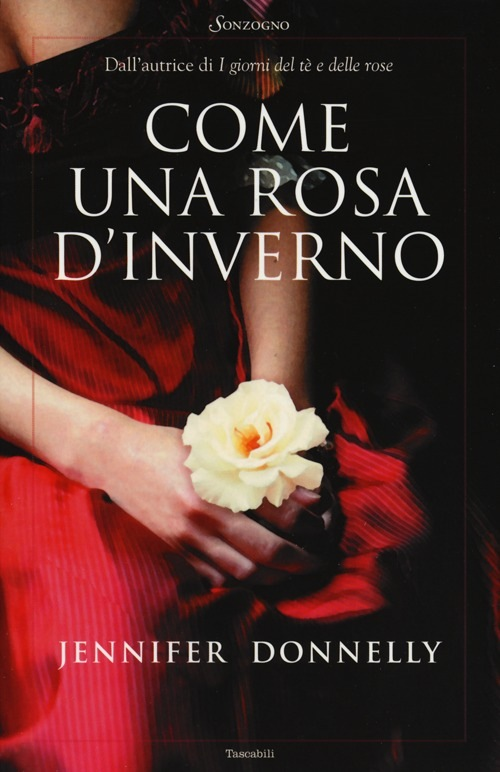 SONZOGNO
Dall'autrice di I giorni del tè e delle rose
COME
UNA ROSA
D'INVERNO
JENNIFER DONNELLY
Tascabili